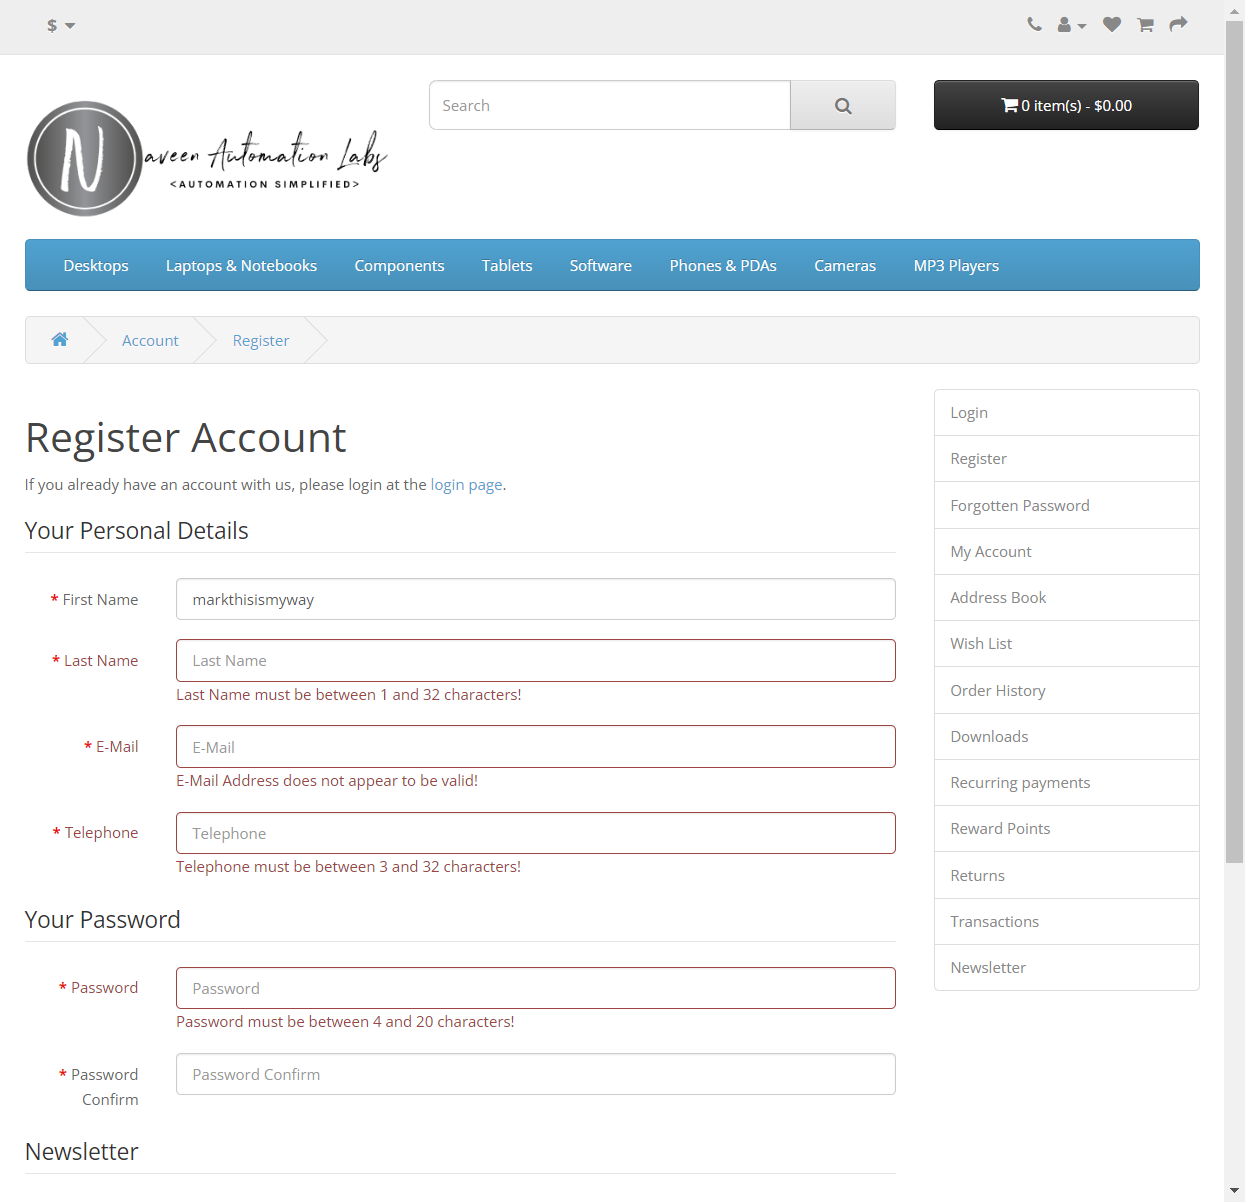 $
Search
0 item(s) - $0.00
N
aveen Automation Labs
<AUTOMATION SIMPLIFIED>
Desktops
Laptops & Notebooks
Components
Tablets
Software
Phones & PDAs
Cameras
MP3 Players
Account
Register
Register Account
If you already have an account with us, please login at the login page.
Your Personal Details
* First Name
markthisismyway
* Last Name
Last Name
Last Name must be between 1 and 32 characters!
* E-Mail
E-Mail
E-Mail Address does not appear to be valid!
* Telephone
Telephone
Telephone must be between 3 and 32 characters!
Your Password
* Password
Password
Password must be between 4 and 20 characters!
* Password
Confirm
Password Confirm
Newsletter
Login
Register
Forgotten Password
My Account
Address Book
Wish List
Order History
Downloads
Recurring payments
Reward Points
Returns
Transactions
Newsletter